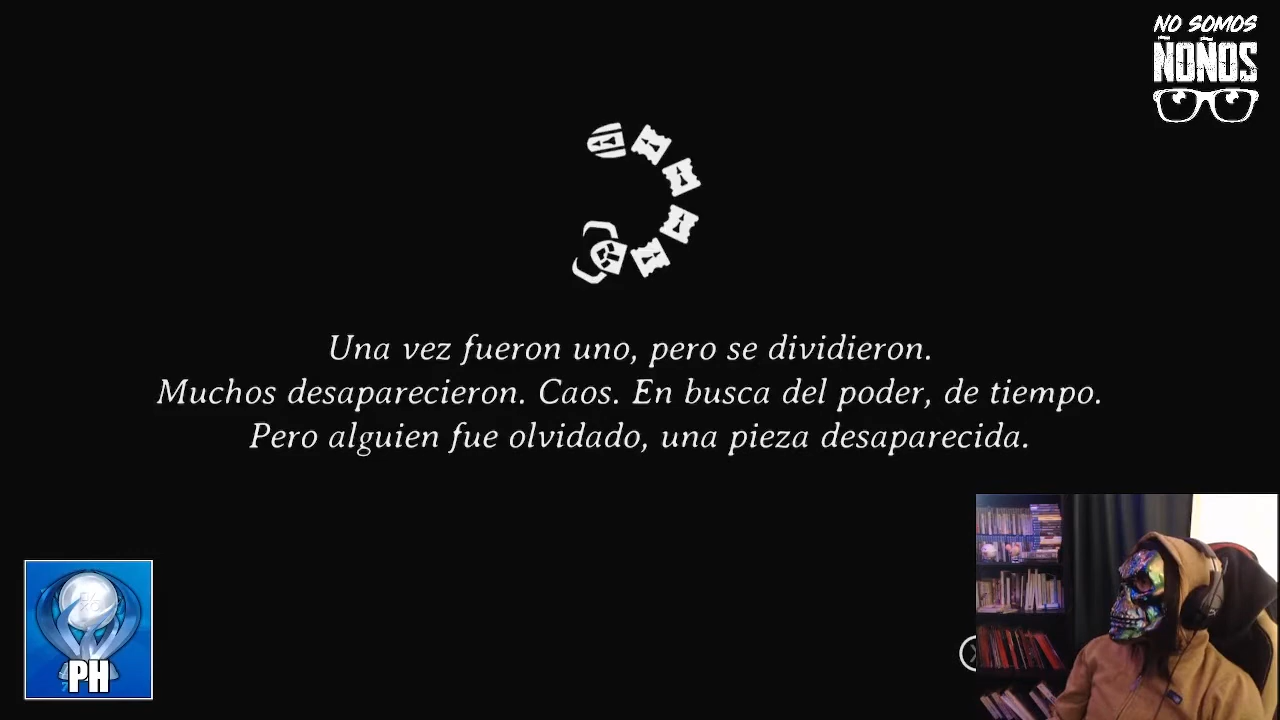 NO SOMOS
ÑOÑOS
Una vez fueron uno, pero se dividieron.
Muchos desaparecieron. Caos. En busca del poder, de tiempo.
Pero alguien fue olvidado, una pieza desaparecida.
PH